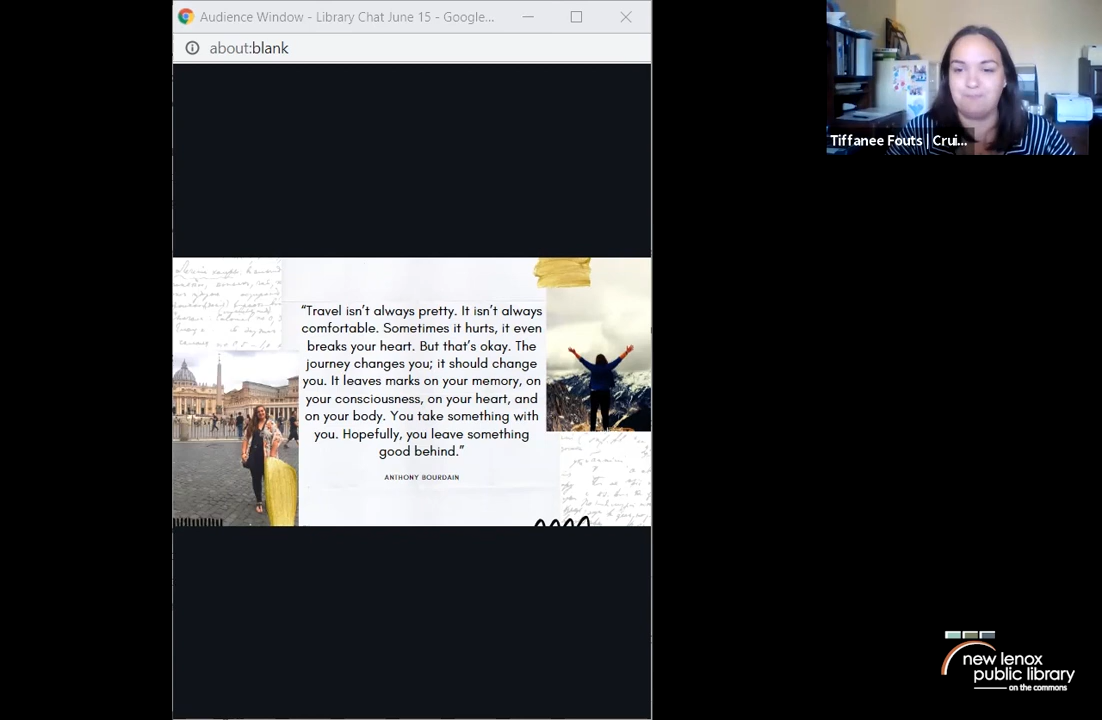 Audience Window - Library Chat June 15 - Google...
about:blank
Tiffanee Fouts | Crui...
“Travel isn’t always pretty. It isn’t always
comfortable. Sometimes it hurts, it even
breaks your heart. But that’s okay. The
journey changes you; it should change
you. It leaves marks on your memory, on
your consciousness, on your heart, and
on your body. You take something with
you. Hopefully, you leave something
good behind.”
ANTHONY BOURDAIN
new lenox
public library
on the commons